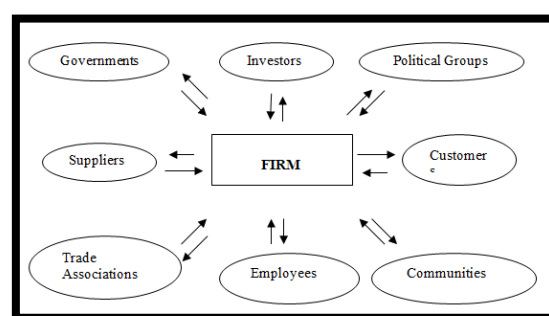 Governments
Investors
Political Groups
Suppliers
FIRM
Customer
Trade
Associations
Employees
Communities